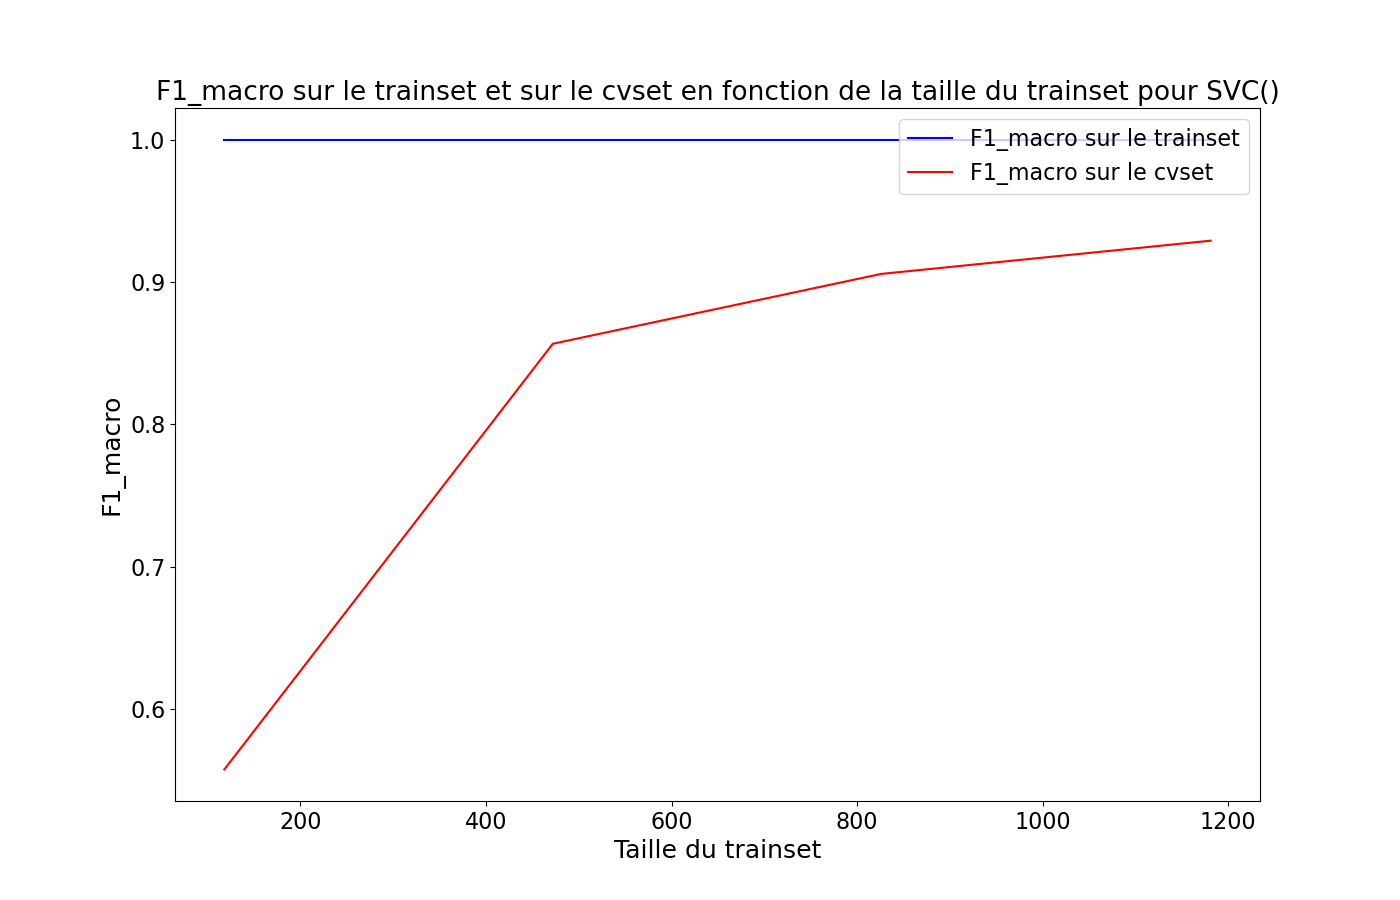 F1_macro sur le trainset et sur le cvset en fonction de la taille du trainset pour SVC()
F1_macro sur le trainset
F1_macro sur le cvset
1.0
0.9
0.8
0.7
0.6
F1_macro
200 400 600 800 1000 1200
Taille du trainset